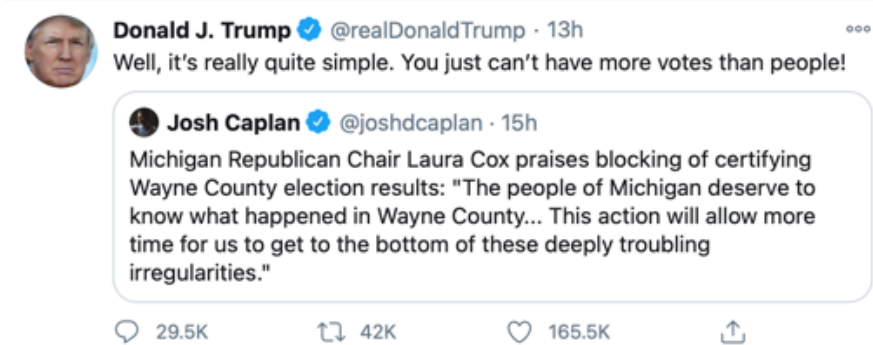 Donald J. Trump @realDonaldTrump · 13h
Well, it's really quite simple. You just can't have more votes than people!
Josh Caplan @joshdcaplan · 15h
Michigan Republican Chair Laura Cox praises blocking of certifying
Wayne County election results: "The people of Michigan deserve to
know what happened in Wayne County... This action will allow more
time for us to get to the bottom of these deeply troubling
irregularities."
29.5K 42K 165.5K